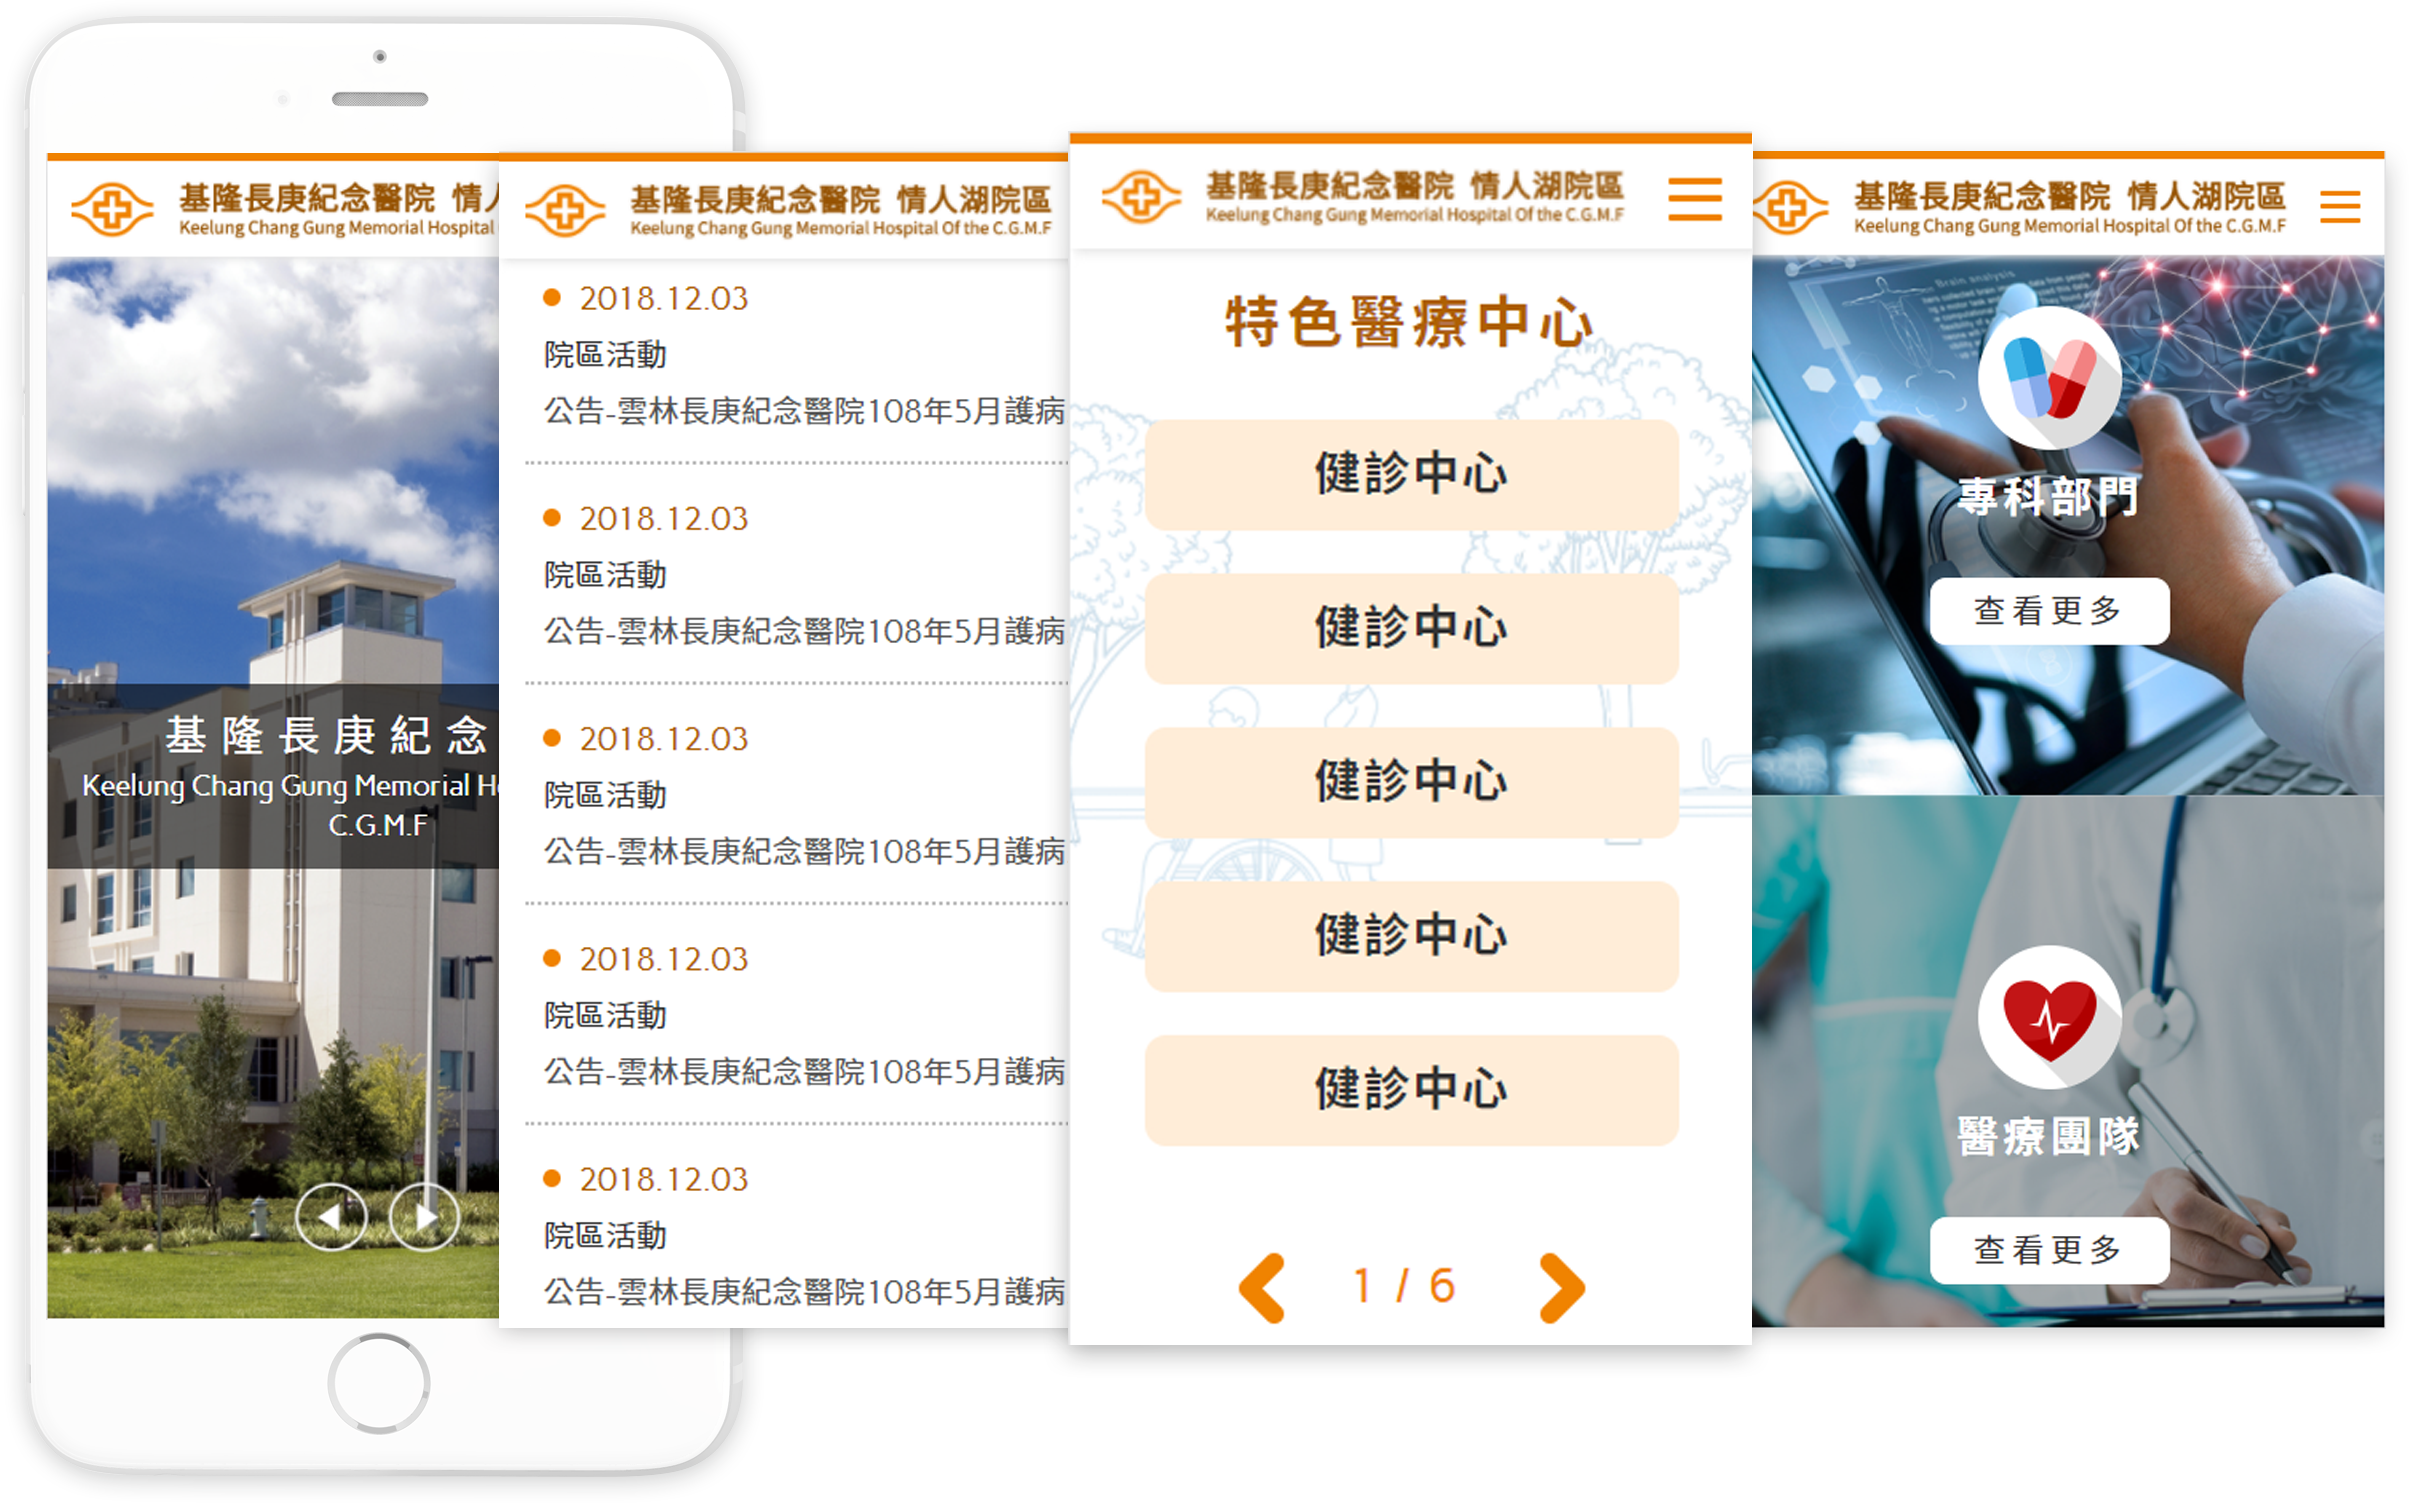 基隆長庚紀念醫院 情人
Keelung Chang Gung Memorial Hospital
基隆長庚紀念
Keelung Chang Gung Memorial H
C.G.M.F
基隆長庚紀念醫院 情人湖院區
Keelung Chang Gung Memorial Hospital Of the C.G.M.F
2018.12.03
院區活動
公告-雲林長庚紀念醫院108年5月護病
2018.12.03
院區活動
公告-雲林長庚紀念醫院108年5月護病
2018.12.03
院區活動
公告-雲林長庚紀念醫院108年5月護病
2018.12.03
院區活動
公告-雲林長庚紀念醫院108年5月護病
2018.12.03
院區活動
公告-雲林長庚紀念醫院108年5月護病
基隆長庚紀念醫院 情人湖院區
Keelung Chang Gung Memorial Hospital Of the C.G.M.F
特色醫療中心
健診中心
健診中心
健診中心
健診中心
健診中心
1 / 6
基隆長庚紀念醫院 情人湖院區
Keelung Chang Gung Memorial Hospital Of the C.G.M.F
Brain analysis
專科部門
查看更多
醫療團隊
查看更多